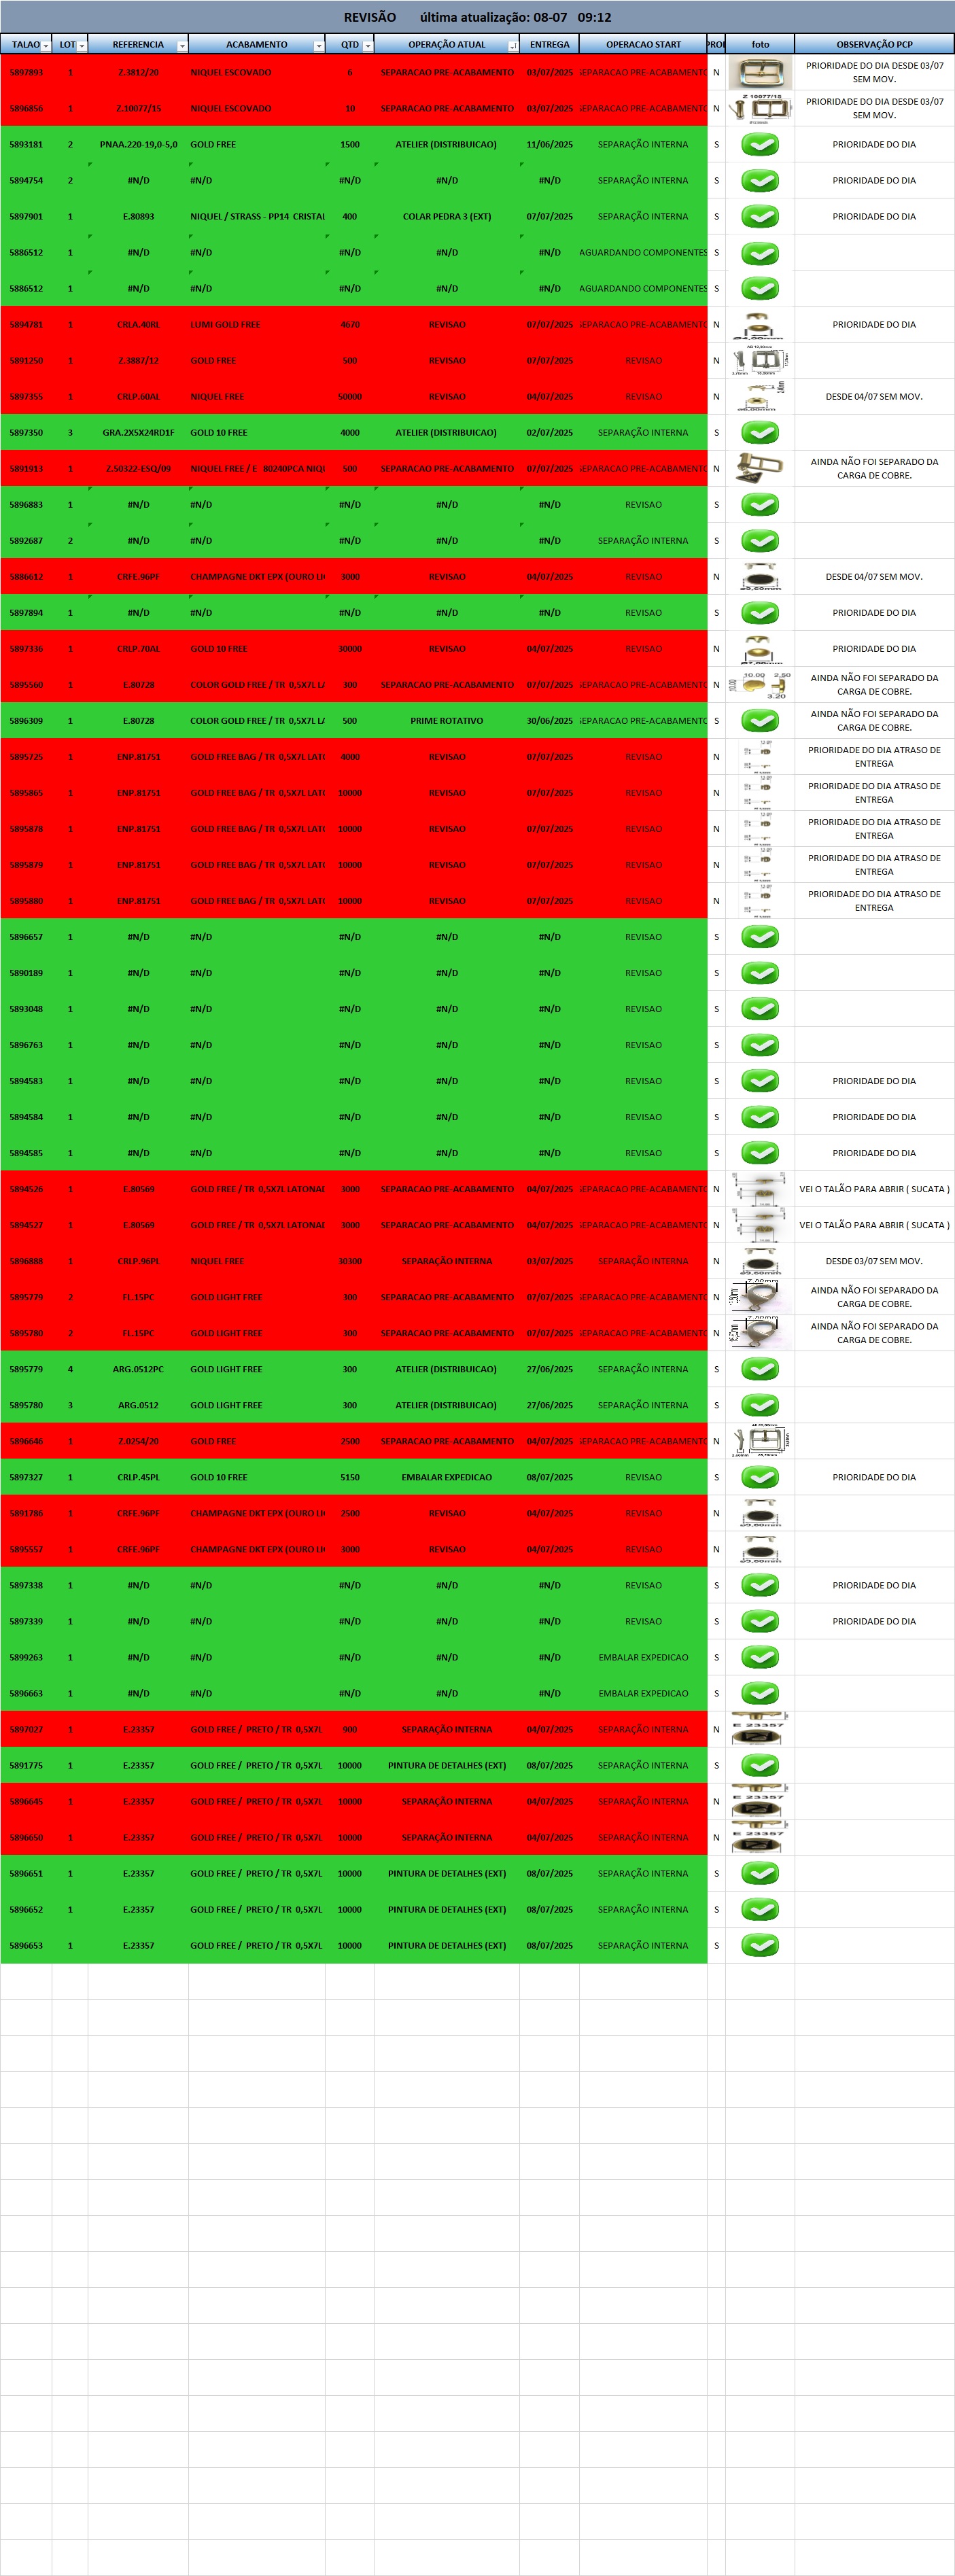 REVISÃO última atualização: 08-07 09:12
TALAO LOT REFERENCIA ACABAMENTO QTD OPERAÇÃO ATUAL ENTREGA OPERACAO START PROI foto OBSERVAÇÃO PCP
5897893 1 Z.3812/20 NIQUEL ESCOVADO 6 SEPARACAO PRE-ACABAMENTO 03/07/2025 SEPARACAO PRE-ACABAMENTO N PRIORIDADE DO DIA DESDE 03/07 SEM MOV.
5896856 1 Z.10077/15 NIQUEL ESCOVADO 10 SEPARACAO PRE-ACABAMENTO 03/07/2025 SEPARACAO PRE-ACABAMENTO N Z 10077/15 PRIORIDADE DO DIA DESDE 03/07 SEM MOV.
5893181 2 PNAA.220-19,0-5,0 GOLD FREE 1500 ATELIER (DISTRIBUICAO) 11/06/2025 SEPARAÇÃO INTERNA S PRIORIDADE DO DIA
5894754 2 #N/D #N/D #N/D #N/D #N/D SEPARAÇÃO INTERNA S PRIORIDADE DO DIA
5897901 1 E.80893 NIQUEL / STRASS - PP14 CRISTAL 400 COLAR PEDRA 3 (EXT) 07/07/2025 SEPARAÇÃO INTERNA S PRIORIDADE DO DIA
5886512 1 #N/D #N/D #N/D #N/D #N/D AGUARDANDO COMPONENTES S
5886512 1 #N/D #N/D #N/D #N/D #N/D AGUARDANDO COMPONENTES S
5894781 1 CRLA.40RL LUMI GOLD FREE 4670 REVISAO 07/07/2025 SEPARACAO PRE-ACABAMENTO N PRIORIDADE DO DIA
5891250 1 Z.3887/12 GOLD FREE 500 REVISAO 07/07/2025 REVISAO N
5897355 1 CRLP.60AL NIQUEL FREE 50000 REVISAO 04/07/2025 REVISAO N DESDE 04/07 SEM MOV.
5897350 3 GRA.2X5X24RD1F GOLD 10 FREE 4000 ATELIER (DISTRIBUICAO) 02/07/2025 SEPARAÇÃO INTERNA S
5891913 1 Z.50322-ESQ/09 NIQUEL FREE / E 80240PCA NIQU 500 SEPARACAO PRE-ACABAMENTO 07/07/2025 SEPARACAO PRE-ACABAMENTO N AINDA NÃO FOI SEPARADO DA CARGA DE COBRE.
5896883 1 #N/D #N/D #N/D #N/D #N/D REVISAO S
5892687 2 #N/D #N/D #N/D #N/D #N/D SEPARAÇÃO INTERNA S
5886612 1 CRFE.96PF CHAMPAGNE DKT EPX (OURO LI 3000 REVISAO 04/07/2025 REVISAO N DESDE 04/07 SEM MOV.
5897894 1 #N/D #N/D #N/D #N/D #N/D REVISAO S PRIORIDADE DO DIA
5897336 1 CRLP.70AL GOLD 10 FREE 30000 REVISAO 04/07/2025 REVISAO N PRIORIDADE DO DIA
5895560 1 E.80728 COLOR GOLD FREE / TR 0,5X7L LA 300 SEPARACAO PRE-ACABAMENTO 07/07/2025 SEPARACAO PRE-ACABAMENTO N 10.00 10.00 2,50 3.20 AINDA NÃO FOI SEPARADO DA CARGA DE COBRE.
5896309 1 E.80728 COLOR GOLD FREE / TR 0,5X7L LA 500 PRIME ROTATIVO 30/06/2025 SEPARACAO PRE-ACABAMENTO S AINDA NÃO FOI SEPARADO DA CARGA DE COBRE.
5895725 1 ENP.81751 GOLD FREE BAG / TR 0,5X7L LATO 4000 REVISAO 07/07/2025 REVISAO N PRIORIDADE DO DIA ATRASO DE ENTREGA
5895865 1 ENP.81751 GOLD FREE BAG / TR 0,5X7L LATO 10000 REVISAO 07/07/2025 REVISAO N PRIORIDADE DO DIA ATRASO DE ENTREGA
5895878 1 ENP.81751 GOLD FREE BAG / TR 0,5X7L LATO 10000 REVISAO 07/07/2025 REVISAO N PRIORIDADE DO DIA ATRASO DE ENTREGA
5895879 1 ENP.81751 GOLD FREE BAG / TR 0,5X7L LATO 10000 REVISAO 07/07/2025 REVISAO N PRIORIDADE DO DIA ATRASO DE ENTREGA
5895880 1 ENP.81751 GOLD FREE BAG / TR 0,5X7L LATO 10000 REVISAO 07/07/2025 REVISAO N PRIORIDADE DO DIA ATRASO DE ENTREGA
5896657 1 #N/D #N/D #N/D #N/D #N/D REVISAO S
5890189 1 #N/D #N/D #N/D #N/D #N/D REVISAO S
5893048 1 #N/D #N/D #N/D #N/D #N/D REVISAO S
5896763 1 #N/D #N/D #N/D #N/D #N/D REVISAO S
5894583 1 #N/D #N/D #N/D #N/D #N/D REVISAO S PRIORIDADE DO DIA
5894584 1 #N/D #N/D #N/D #N/D #N/D REVISAO S PRIORIDADE DO DIA
5894585 1 #N/D #N/D #N/D #N/D #N/D REVISAO S PRIORIDADE DO DIA
5894526 1 E.80569 GOLD FREE / TR 0,5X7L LATONAD 3000 SEPARACAO PRE-ACABAMENTO 04/07/2025 SEPARACAO PRE-ACABAMENTO N VEI O TALÃO PARA ABRIR ( SUCATA )
5894527 1 E.80569 GOLD FREE / TR 0,5X7L LATONAD 3000 SEPARACAO PRE-ACABAMENTO 04/07/2025 SEPARACAO PRE-ACABAMENTO N VEI O TALÃO PARA ABRIR ( SUCATA )
5896888 1 CRLP.96PL NIQUEL FREE 30300 SEPARAÇÃO INTERNA 03/07/2025 SEPARAÇÃO INTERNA N DESDE 03/07 SEM MOV.
5895779 2 FL.15PC GOLD LIGHT FREE 300 SEPARACAO PRE-ACABAMENTO 07/07/2025 SEPARACAO PRE-ACABAMENTO N AINDA NÃO FOI SEPARADO DA CARGA DE COBRE.
5895780 2 FL.15PC GOLD LIGHT FREE 300 SEPARACAO PRE-ACABAMENTO 07/07/2025 SEPARACAO PRE-ACABAMENTO N AINDA NÃO FOI SEPARADO DA CARGA DE COBRE.
5895779 4 ARG.0512PC GOLD LIGHT FREE 300 ATELIER (DISTRIBUICAO) 27/06/2025 SEPARAÇÃO INTERNA S
5895780 3 ARG.0512 GOLD LIGHT FREE 300 ATELIER (DISTRIBUICAO) 27/06/2025 SEPARAÇÃO INTERNA S
5896646 1 Z.0254/20 GOLD FREE 2500 SEPARACAO PRE-ACABAMENTO 04/07/2025 SEPARACAO PRE-ACABAMENTO N
5897327 1 CRLP.45PL GOLD 10 FREE 5150 EMBALAR EXPEDICAO 08/07/2025 REVISAO S PRIORIDADE DO DIA
5891786 1 CRFE.96PF CHAMPAGNE DKT EPX (OURO LI 2500 REVISAO 04/07/2025 REVISAO N
5895557 1 CRFE.96PF CHAMPAGNE DKT EPX (OURO LI 3000 REVISAO 04/07/2025 REVISAO N
5897338 1 #N/D #N/D #N/D #N/D #N/D REVISAO S PRIORIDADE DO DIA
5897339 1 #N/D #N/D #N/D #N/D #N/D REVISAO S PRIORIDADE DO DIA
5899263 1 #N/D #N/D #N/D #N/D #N/D EMBALAR EXPEDICAO S
5896663 1 #N/D #N/D #N/D #N/D #N/D EMBALAR EXPEDICAO S
5897027 1 E.23357 GOLD FREE / PRETO / TR 0,5X7L 900 SEPARAÇÃO INTERNA 04/07/2025 SEPARAÇÃO INTERNA N E 23357
5891775 1 E.23357 GOLD FREE / PRETO / TR 0,5X7L 10000 PINTURA DE DETALHES (EXT) 08/07/2025 SEPARAÇÃO INTERNA S
5896645 1 E.23357 GOLD FREE / PRETO / TR 0,5X7L 10000 SEPARAÇÃO INTERNA 04/07/2025 SEPARAÇÃO INTERNA N E 23357
5896650 1 E.23357 GOLD FREE / PRETO / TR 0,5X7L 10000 SEPARAÇÃO INTERNA 04/07/2025 SEPARAÇÃO INTERNA N E 23357
5896651 1 E.23357 GOLD FREE / PRETO / TR 0,5X7L 10000 PINTURA DE DETALHES (EXT) 08/07/2025 SEPARAÇÃO INTERNA S
5896652 1 E.23357 GOLD FREE / PRETO / TR 0,5X7L 10000 PINTURA DE DETALHES (EXT) 08/07/2025 SEPARAÇÃO INTERNA S
5896653 1 E.23357 GOLD FREE / PRETO / TR 0,5X7L 10000 PINTURA DE DETALHES (EXT) 08/07/2025 SEPARAÇÃO INTERNA S